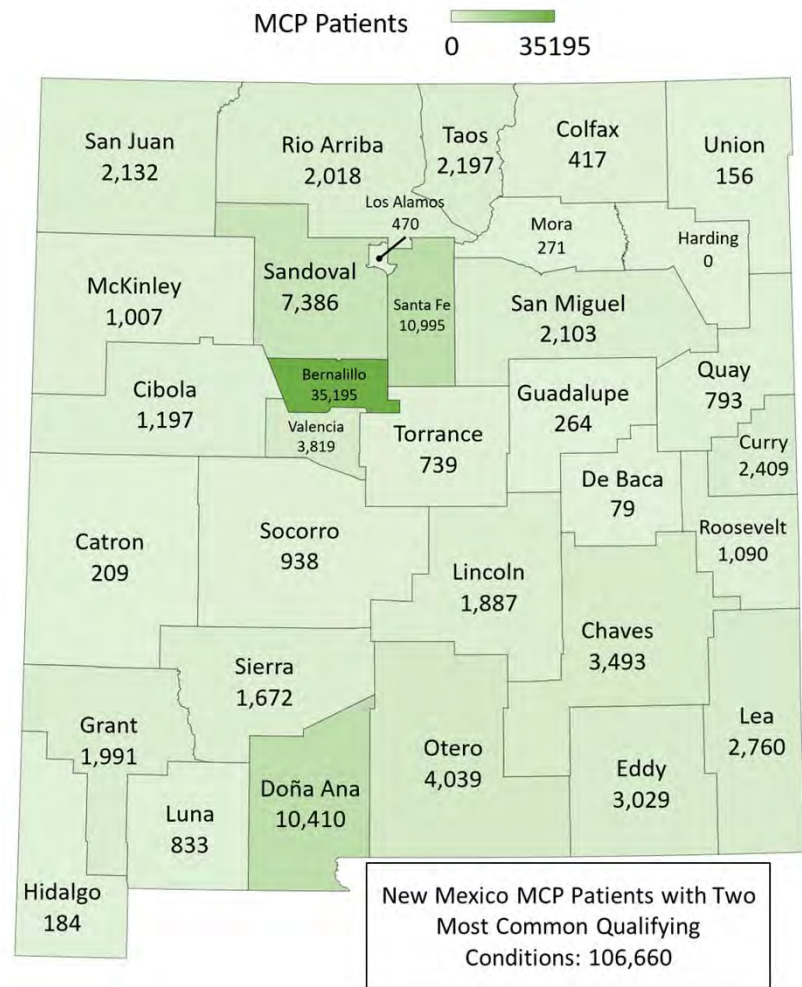 MCP Patients
0 35195
San Juan
2,132
Rio Arriba
2,018
Taos
2,197
Colfax
417
Union
156
Los Alamos
470
Mora
271
Harding
0
McKinley
1,007
Sandoval
7,386
Santa Fe
10,995
San Miguel
2,103
Cibola
1,197
Bernalillo
35,195
Valencia
3,819
Torrance
739
Guadalupe
264
Quay
793
Curry
2,409
De Baca
79
Roosevelt
1,090
Catron
209
Socorro
938
Lincoln
1,887
Chaves
3,493
Sierra
1,672
Grant
1,991
Luna
833
Doña Ana
10,410
Otero
4,039
Eddy
3,029
Lea
2,760
Hidalgo
184
New Mexico MCP Patients with Two
Most Common Qualifying
Conditions: 106,660